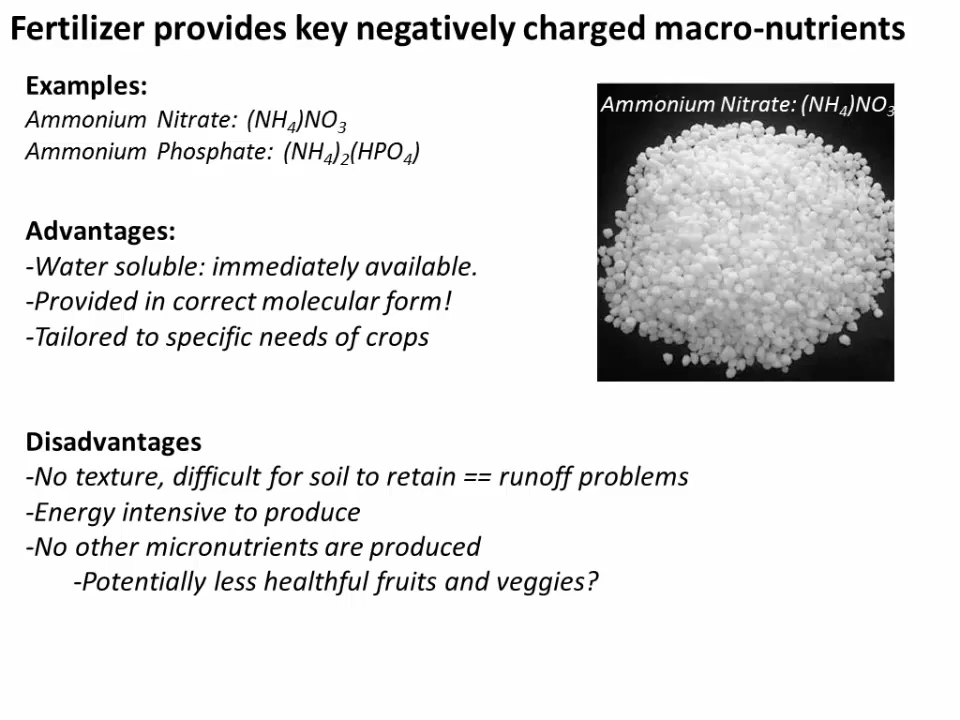 Fertilizer provides key negatively charged macro-nutrients
Examples:
Ammonium Nitrate: (NH4)NO3
Ammonium Phosphate: (NH4)2(HPO4)
Ammonium Nitrate: (NH4)NO3
Advantages:
-Water soluble: immediately available.
-Provided in correct molecular form!
-Tailored to specific needs of crops
Disadvantages
-No texture, difficult for soil to retain == runoff problems
-Energy intensive to produce
-No other micronutrients are produced
-Potentially less healthful fruits and veggies?